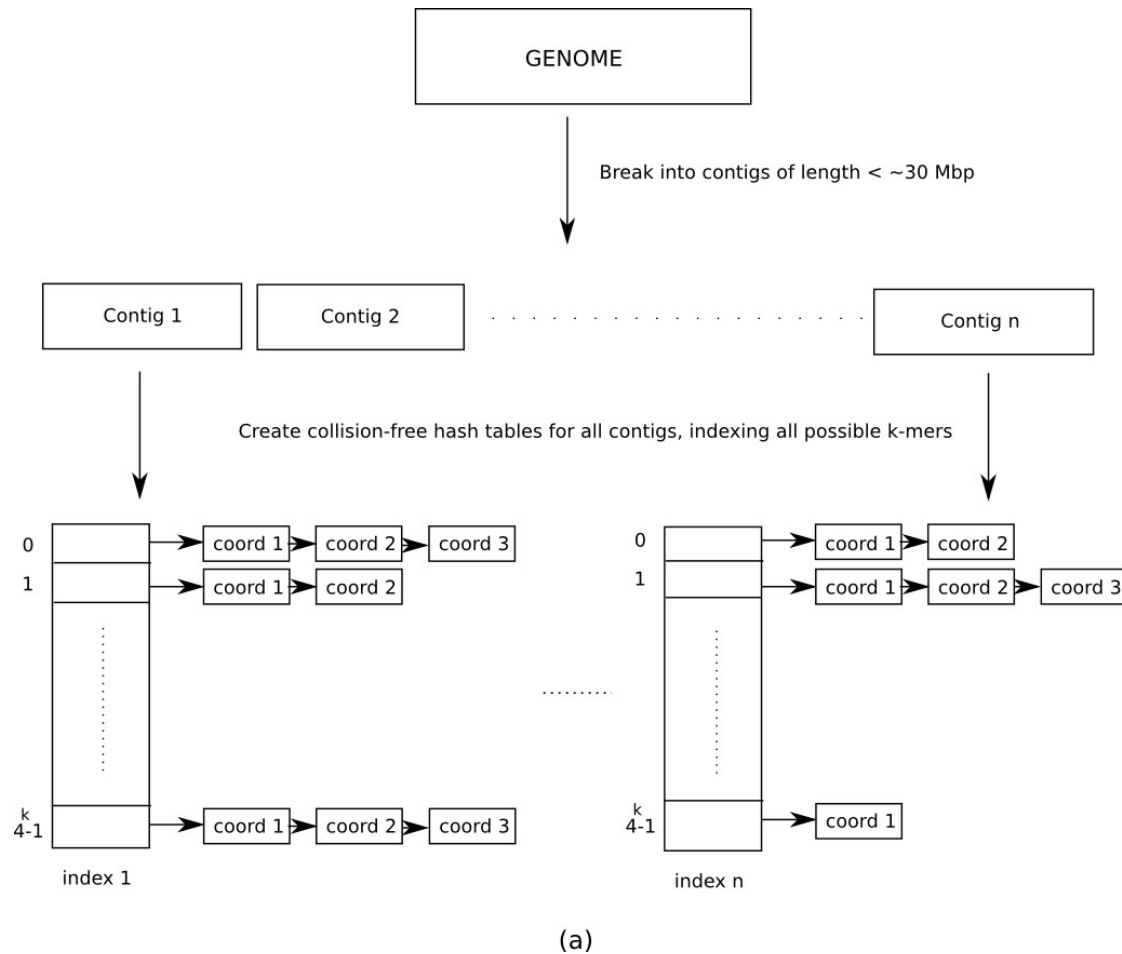 GENOME
Break into contigs of length < ~30 Mbp
Contig 1
Contig 2
Contig n
Create collision-free hash tables for all contigs, indexing all possible k-mers
0
coord 1
coord 2
coord 3
1
coord 1
coord 2
k
4-1
coord 1
coord 2
coord 3
index 1
0
coord 1
coord 2
1
coord 1
coord 2
coord 3
k
4-1
coord 1
index n
(a)